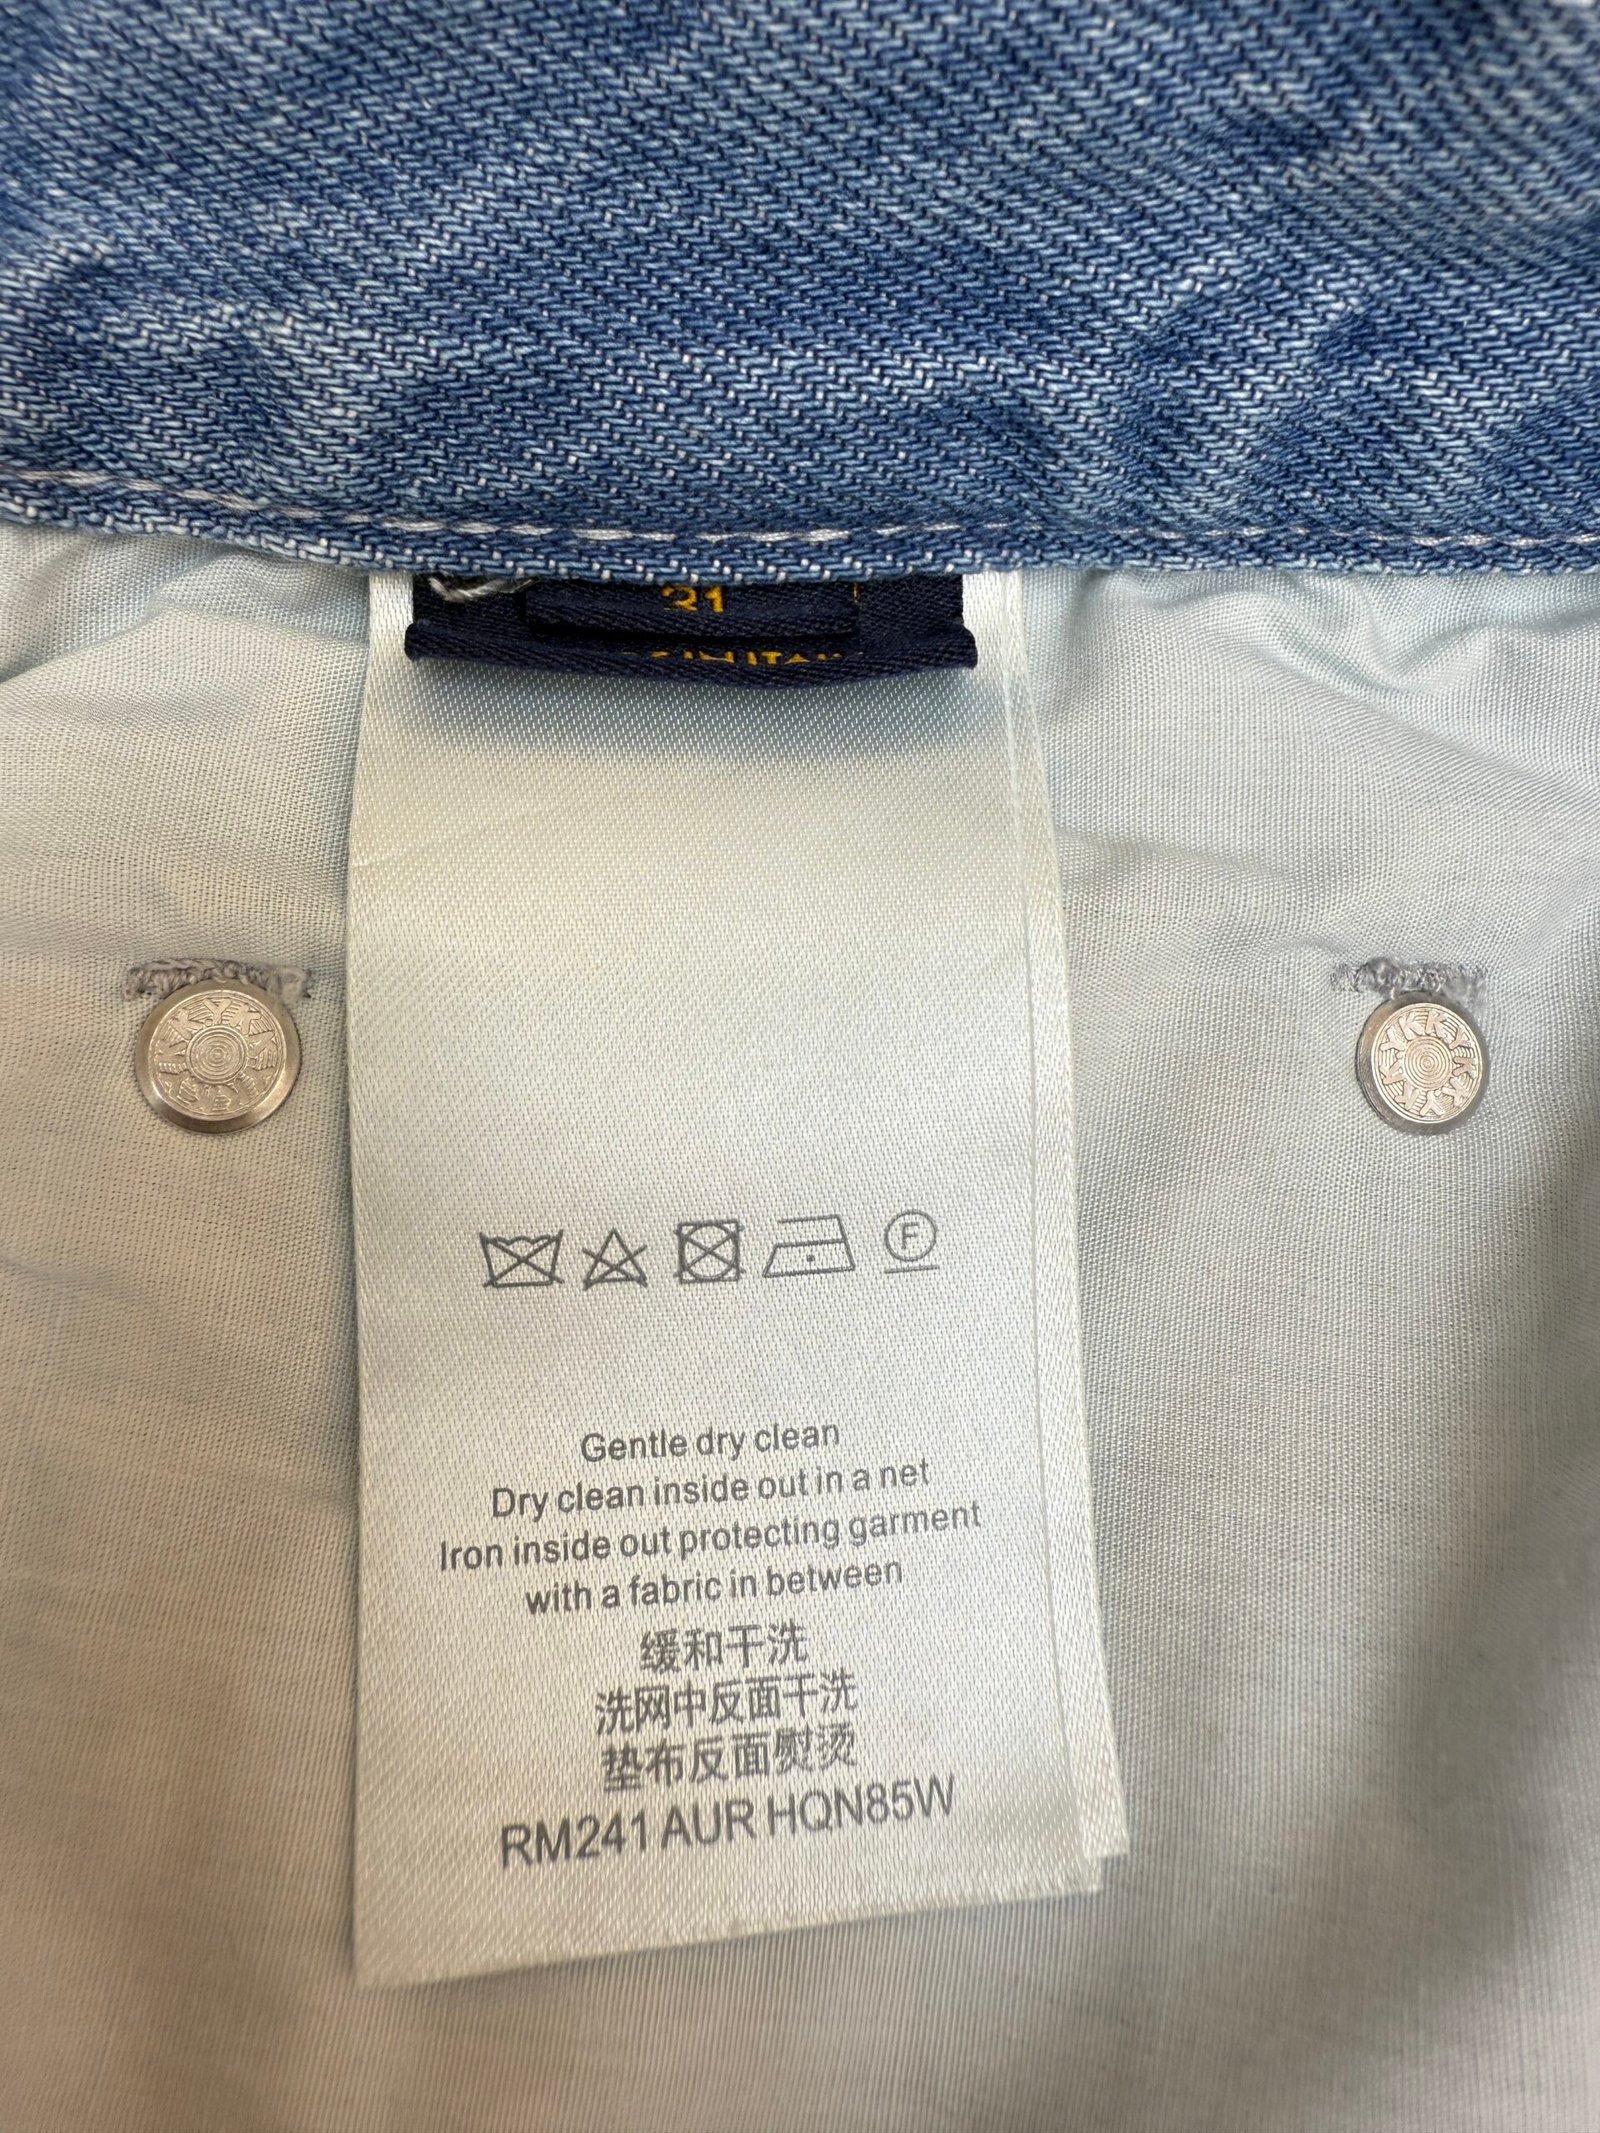 31
Gentle dry clean
Dry clean inside out in a net
Iron inside out protecting garment
with a fabric in between
缓和干洗
洗网中反面干洗
垫布反面熨烫
RM241 AUR HQN85W
F
YKK
YKK